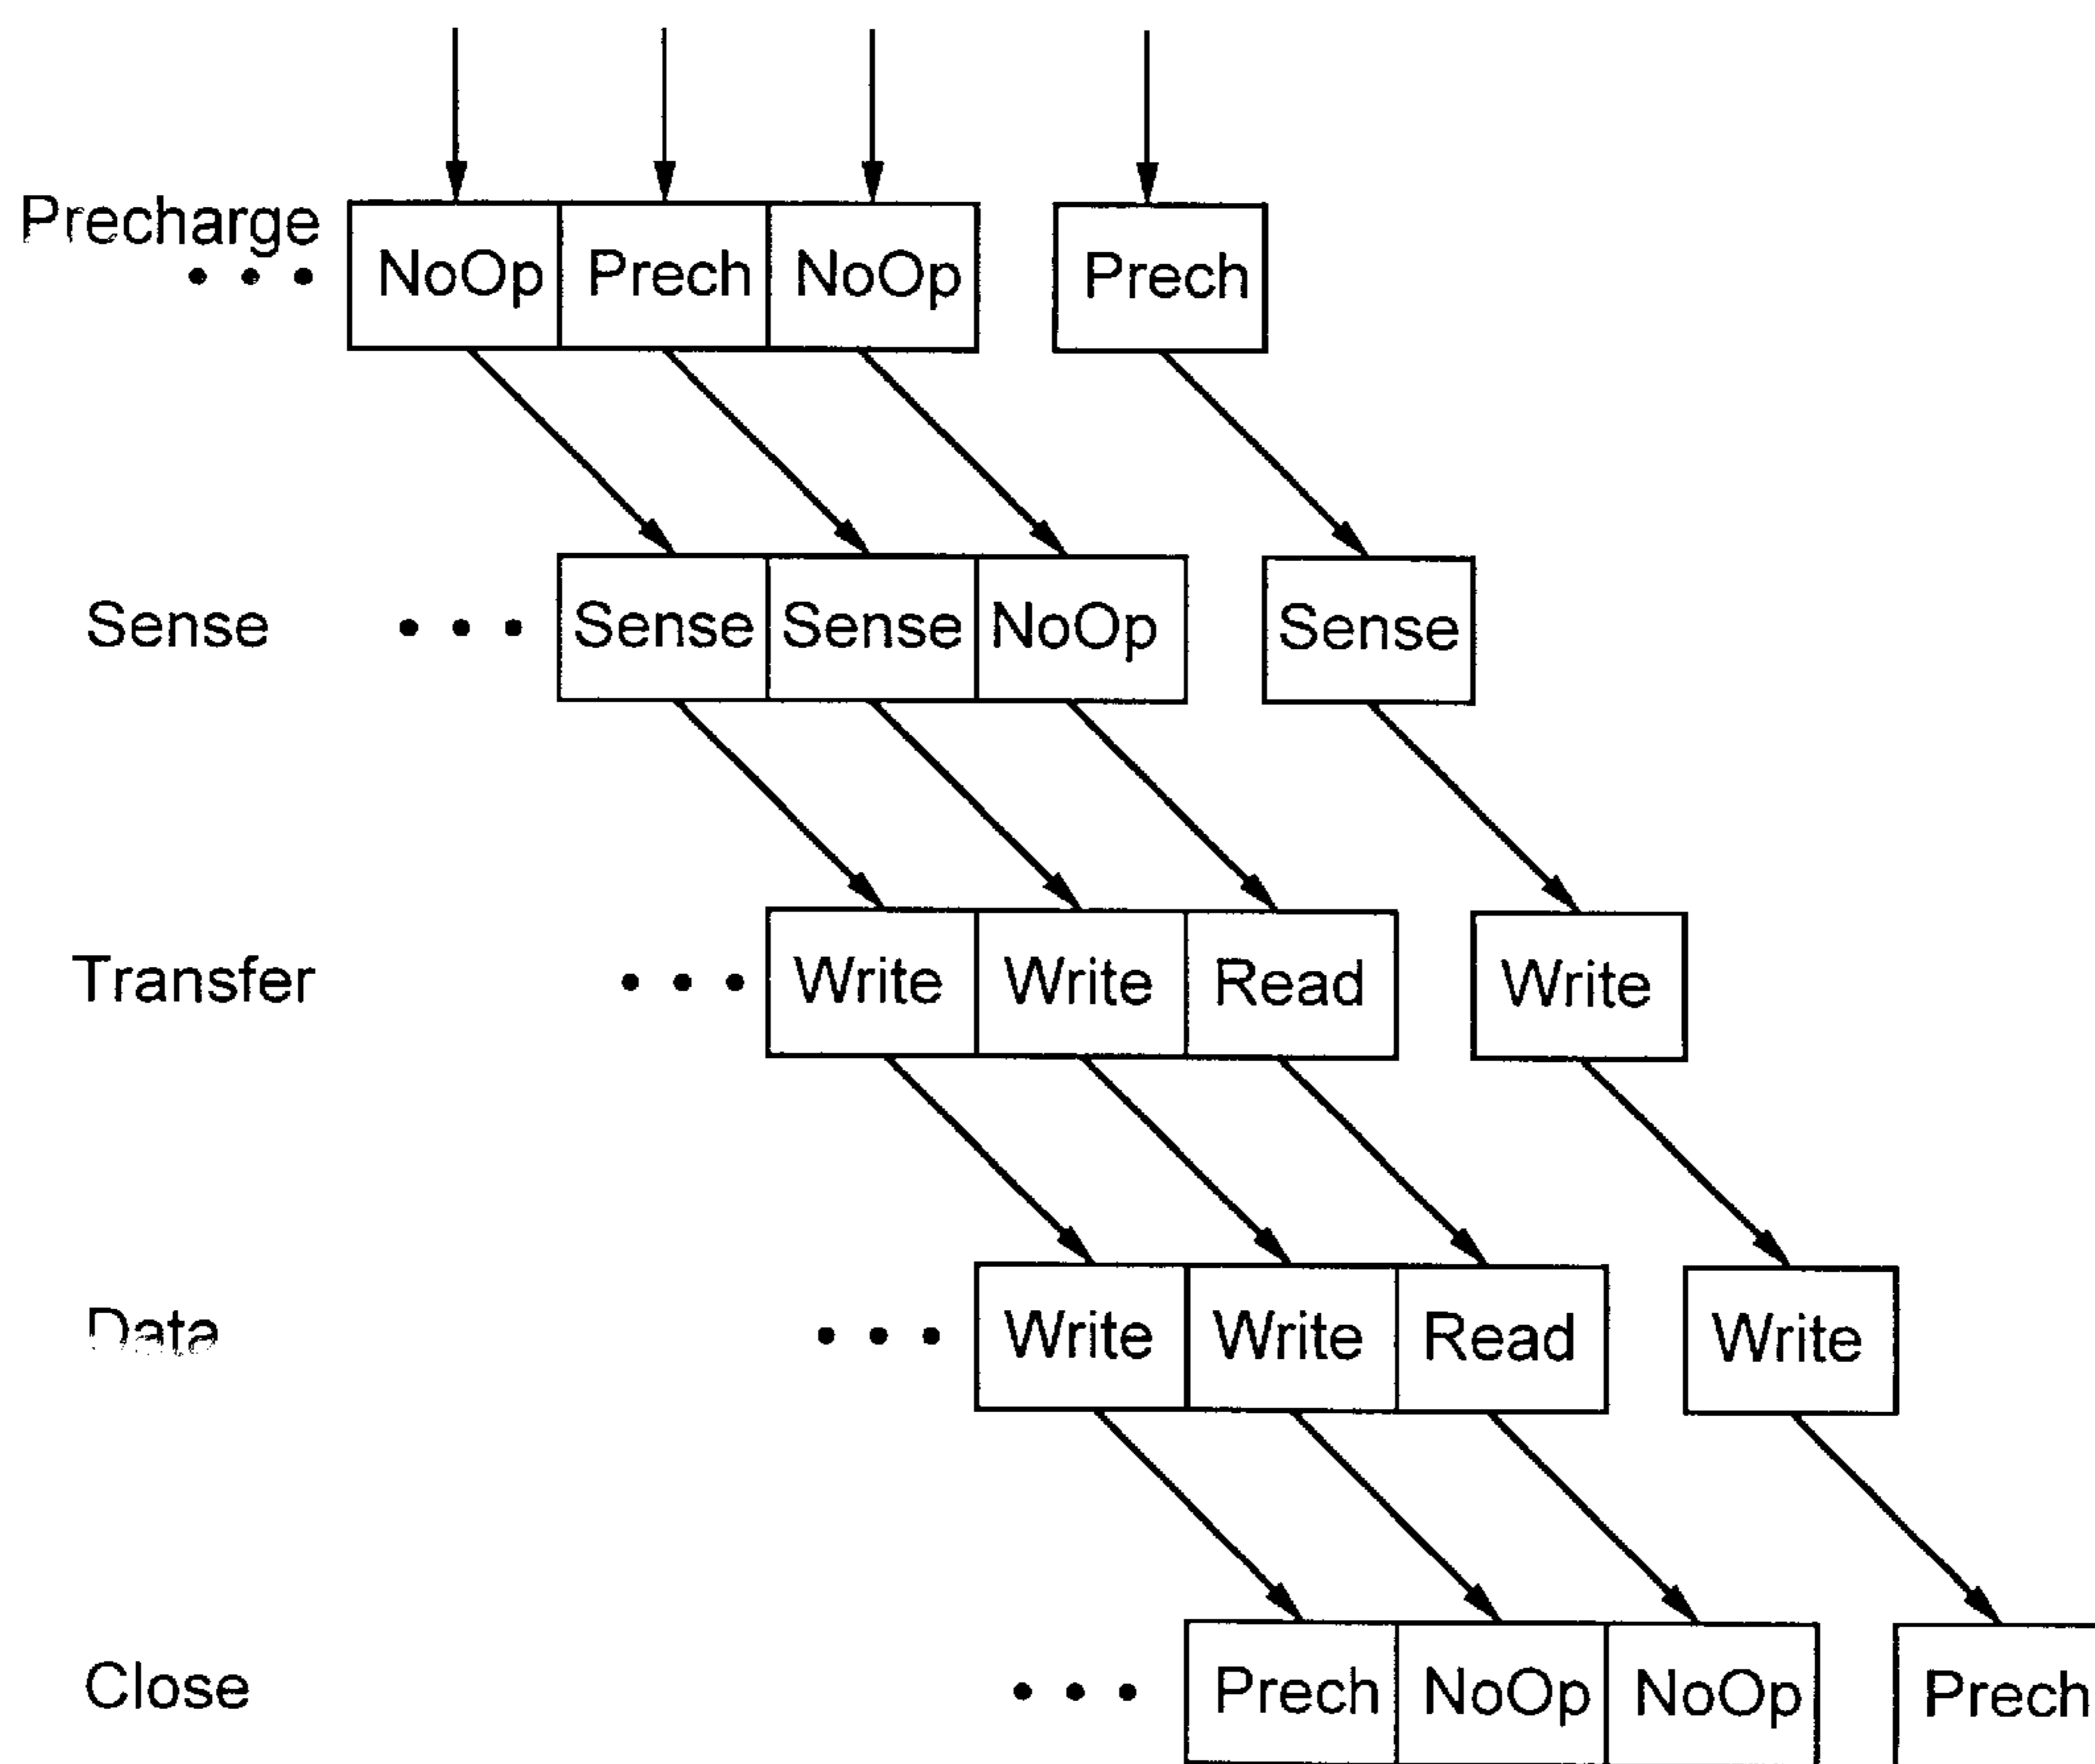 Precharge
• • • NoOp Prech NoOp Prech
Sense • • • Sense Sense NoOp Sense
Transfer • • • Write Write Read Write
Data • • • Write Write Read Write
Close • • • Prech NoOp NoOp Prech